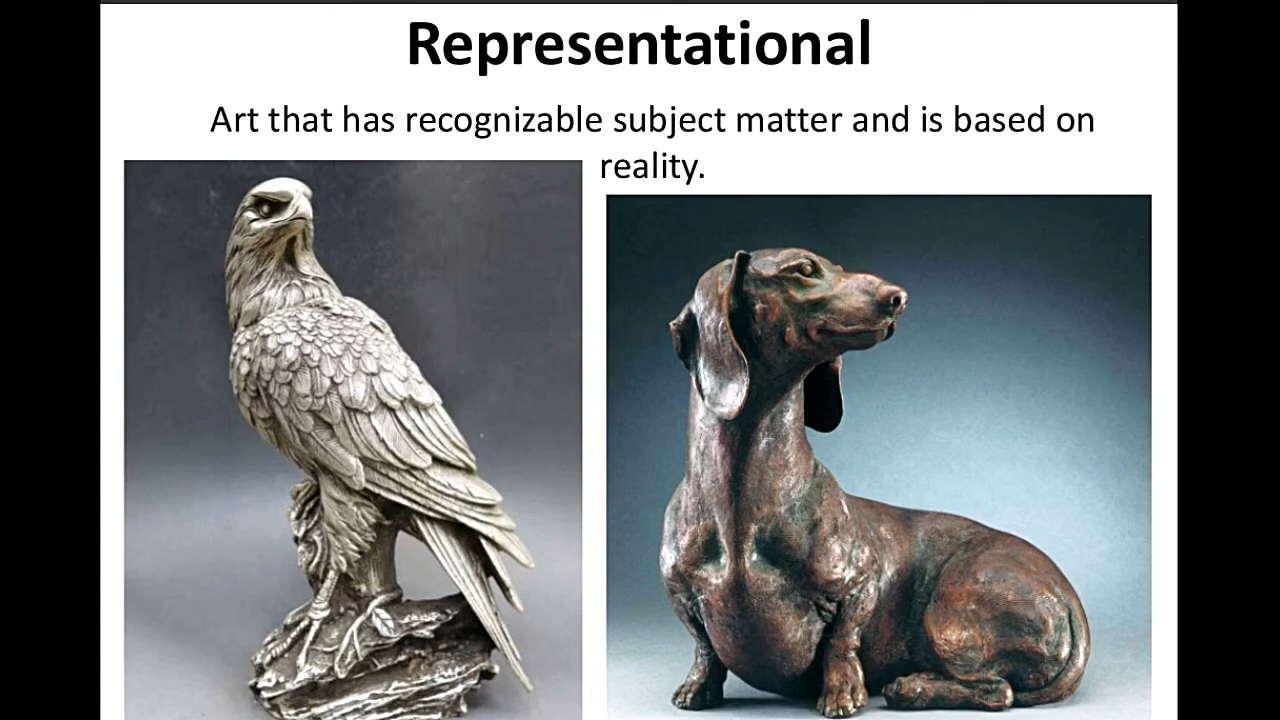 Representational
Art that has recognizable subject matter and is based on
reality.